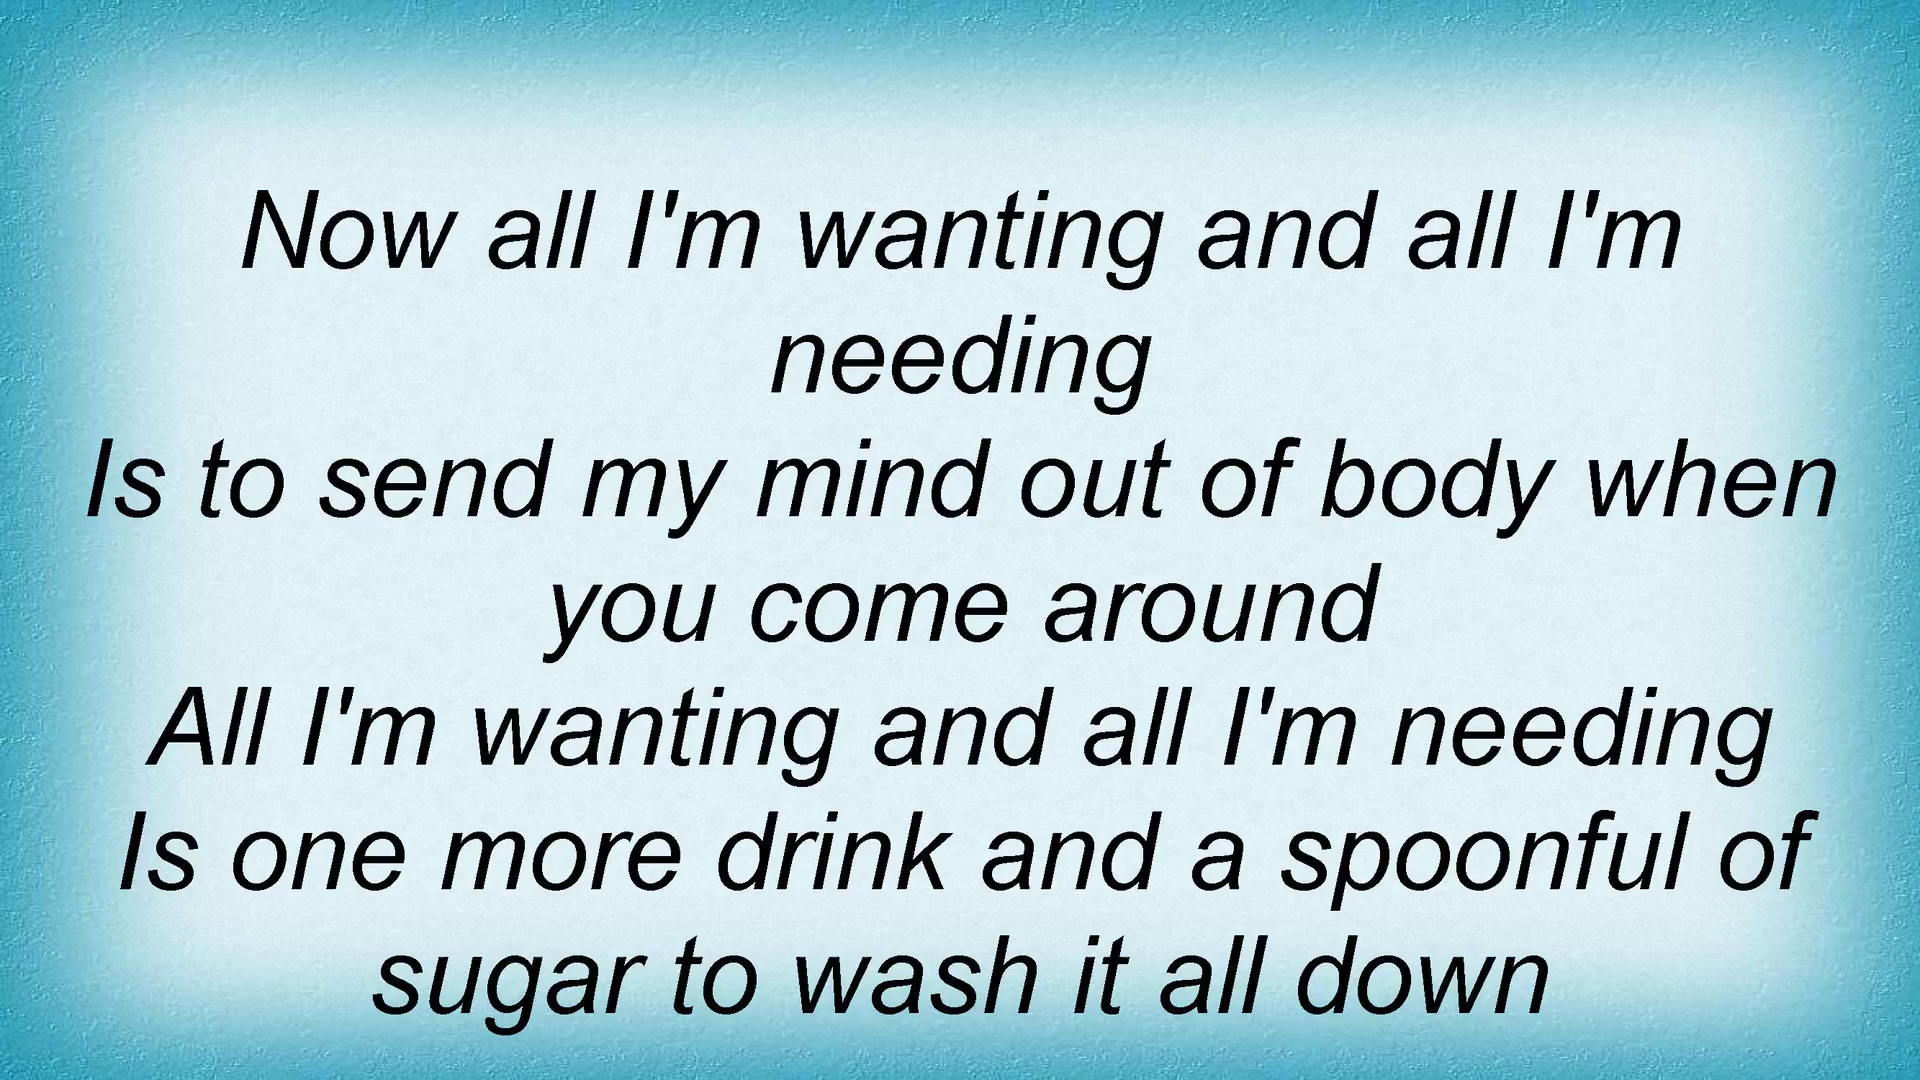 Now all I'm wanting and all I'm
needing
Is to send my mind out of body when
you come around
All I'm wanting and all I'm needing
Is one more drink and a spoonful of
sugar to wash it all down